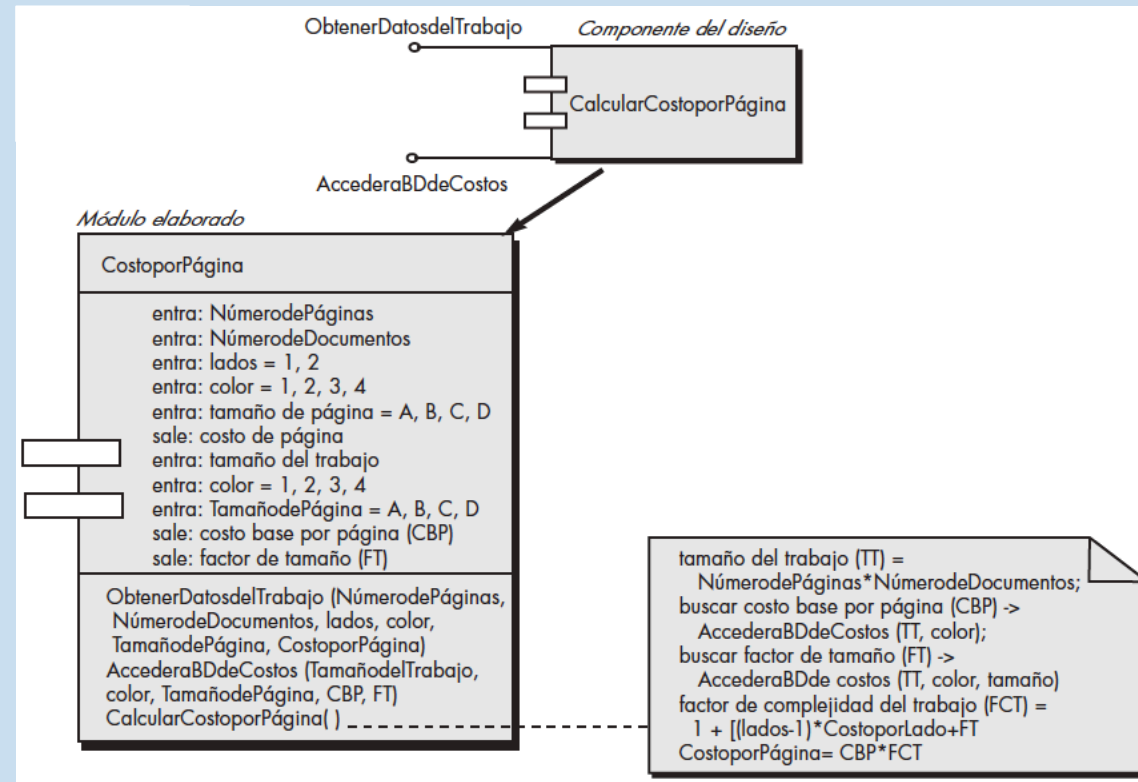 ObtenerDatosdelTrabajo
Componente del diseño
CalcularCostoporPágina
AccederaBDdeCostos
Módulo elaborado
CostoporPágina
entra: NúmerodePáginas
entra: NúmerodeDocumentos
entra: lados = 1, 2
entra: color = 1, 2, 3, 4
entra: tamaño de página = A, B, C, D
sale: costo de página
entra: tamaño del trabajo
entra: color = 1, 2, 3, 4
entra: TamañodePágina = A, B, C, D
sale: costo base por página (CBP)
sale: factor de tamaño (FT)
ObtenerDatosdelTrabajo (NúmerodePáginas,
NúmerodeDocumentos, lados, color,
TamañodePágina, CostoporPágina)
AccederaBDdeCostos (TamañodelTrabajo,
color, TamañodePágina, CBP, FT)
CalcularCostoporPágina( )
tamaño del trabajo (TT) =
NúmerodePáginas*NúmerodeDocumentos;
buscar costo base por página (CBP) ->
AccederaBDdeCostos (TT, color);
buscar factor de tamaño (FT) ->
AccederaBDde costos (TT, color, tamaño)
factor de complejidad del trabajo (FCT) =
1 + [(lados-1)*CostoporLado+FT
CostoporPágina= CBP*FCT